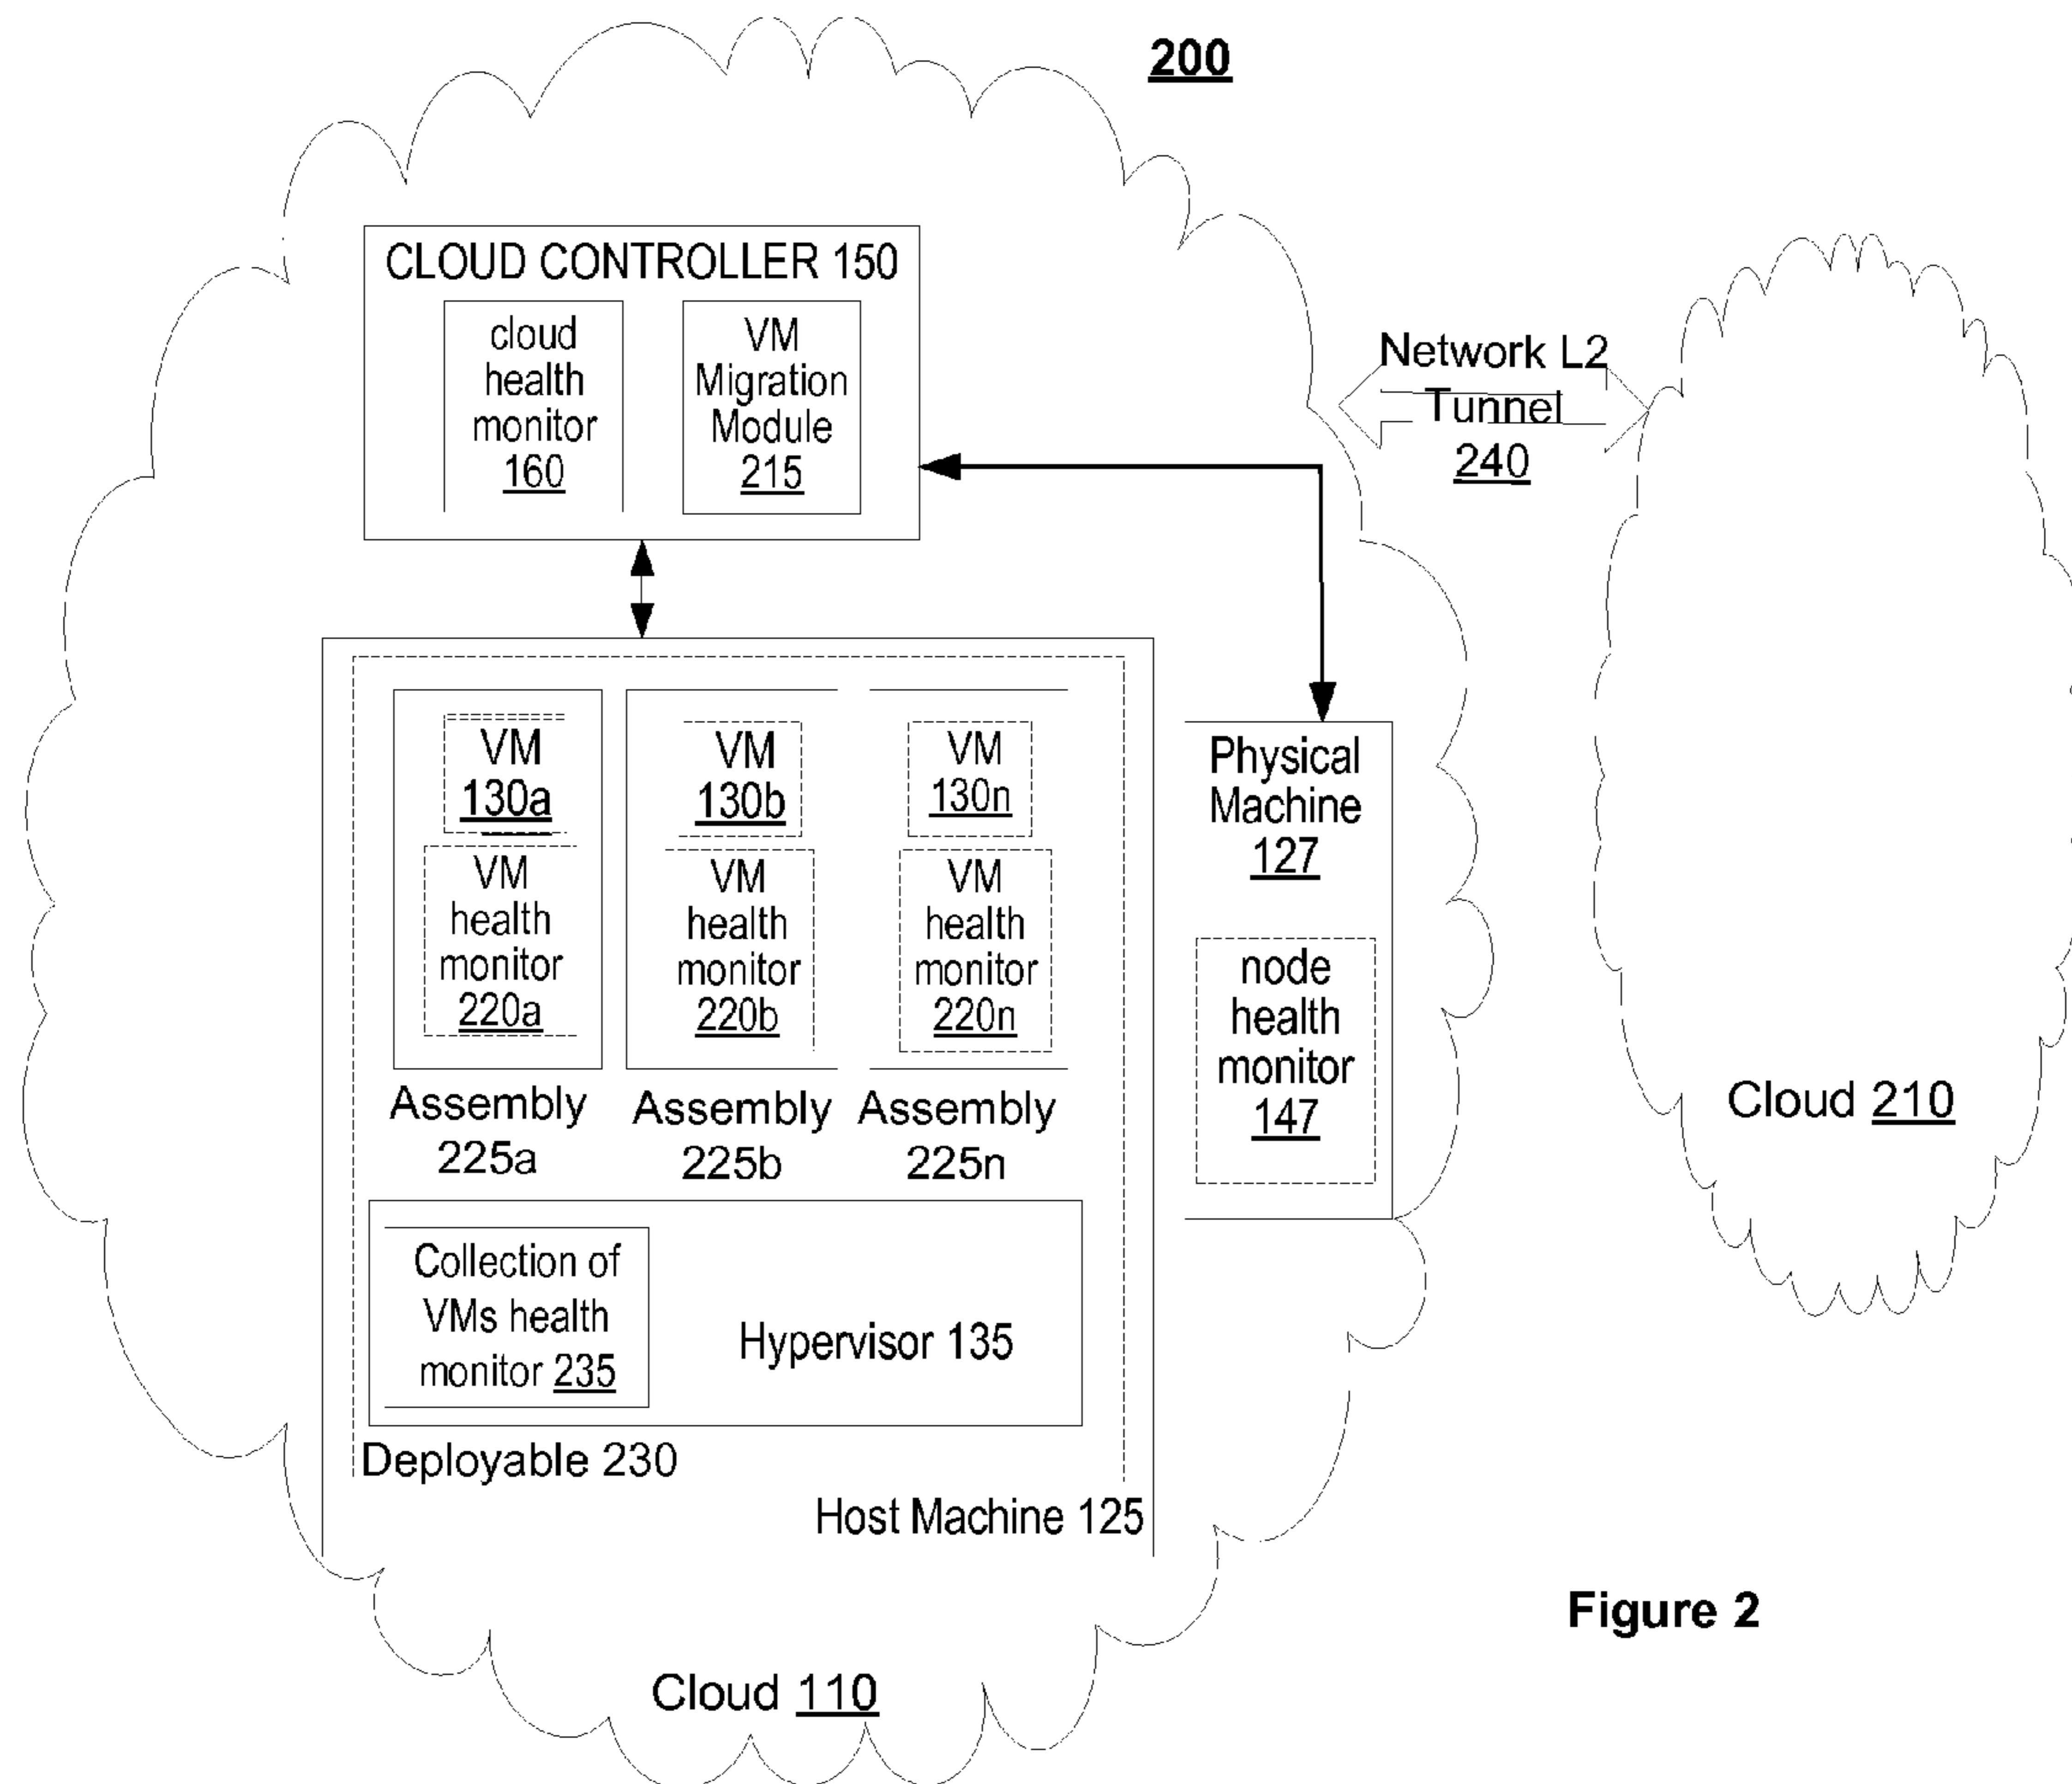 200
CLOUD CONTROLLER 150
cloud
health
monitor
160
VM
Migration
Module
215
Network L2
Tunnel
240
VM
130a
VM
health
monitor
220a
Assembly
225a
VM
130b
VM
health
monitor
220b
Assembly
225b
VM
130n
VM
health
monitor
220n
Assembly
225n
Physical
Machine
127
node
health
monitor
147
Collection of
VMs health
monitor 235
Hypervisor 135
Deployable 230
Host Machine 125
Cloud 110
Cloud 210
Figure 2